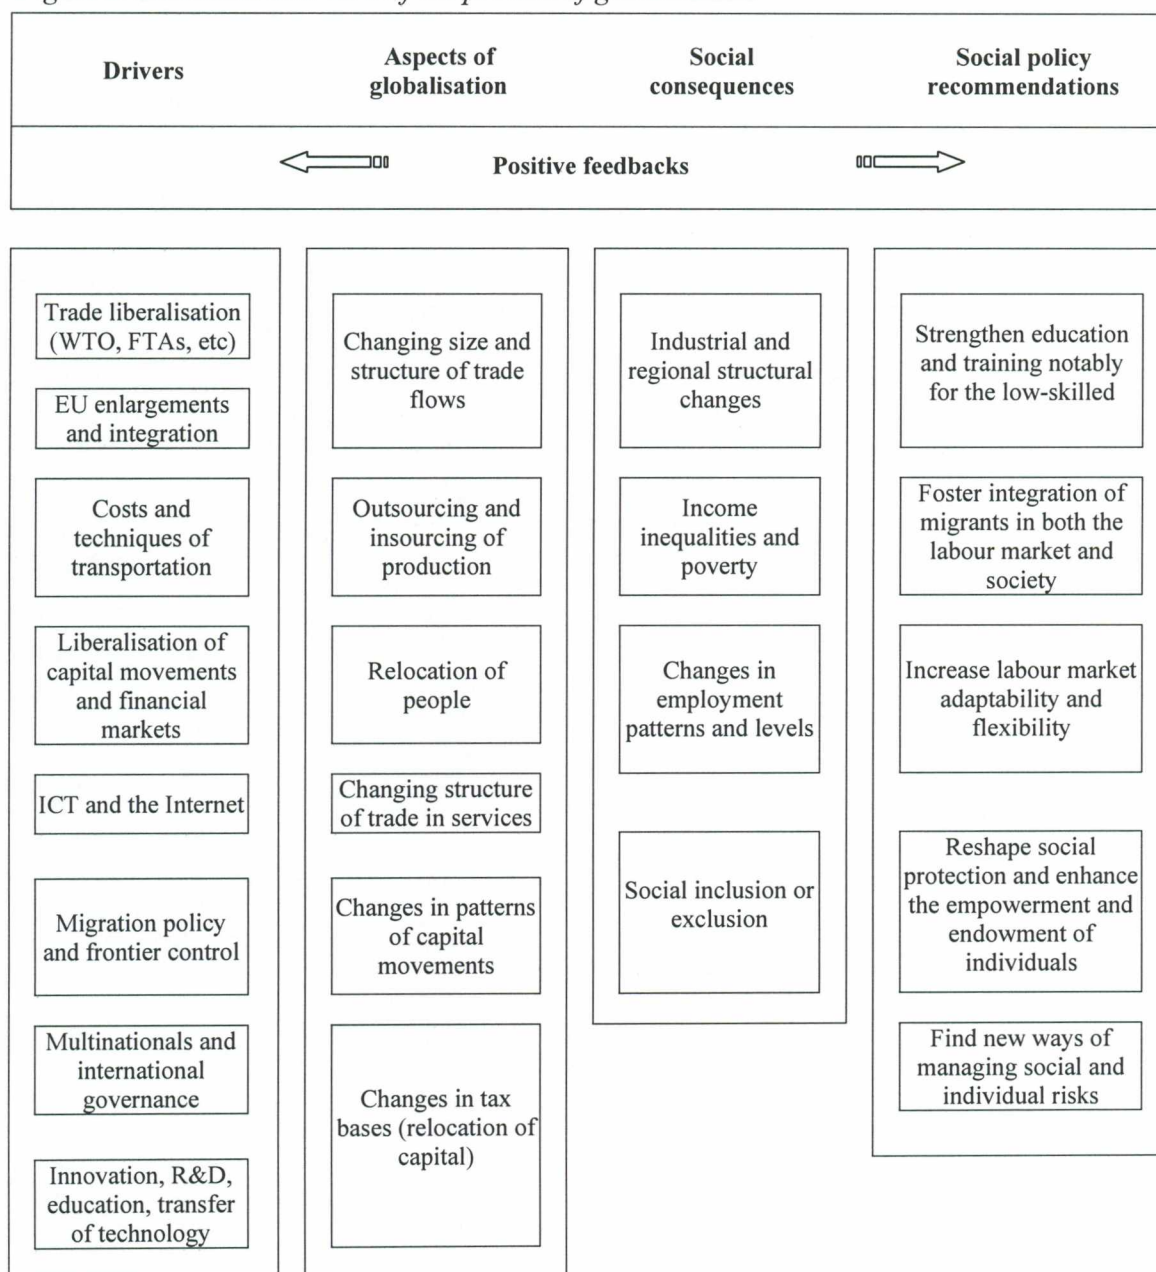 Drivers
Aspects of
globalisation
Social
consequences
Social policy
recommendations
Positive feedbacks
Trade liberalisation
(WTO, FTAs, etc)
EU enlargements
and integration
Costs and
techniques of
transportation
Liberalisation of
capital movements
and financial
markets
ICT and the Internet
Migration policy
and frontier control
Multinationals and
international
governance
Innovation, R&D,
education, transfer
of technology
Changing size and
structure of trade
flows
Outsourcing and
insourcing of
production
Relocation of
people
Changing structure
of trade in services
Changes in patterns
of capital
movements
Changes in tax
bases (relocation of
capital)
Industrial and
regional structural
changes
Income
inequalities and
poverty
Changes in
employment
patterns and levels
Social inclusion or
exclusion
Strengthen education
and training notably
for the low-skilled
Foster integration of
migrants in both the
labour market and
society
Increase labour market
adaptability and
flexibility
Reshape social
protection and enhance
the empowerment and
endowment of
individuals
Find new ways of
managing social and
individual risks